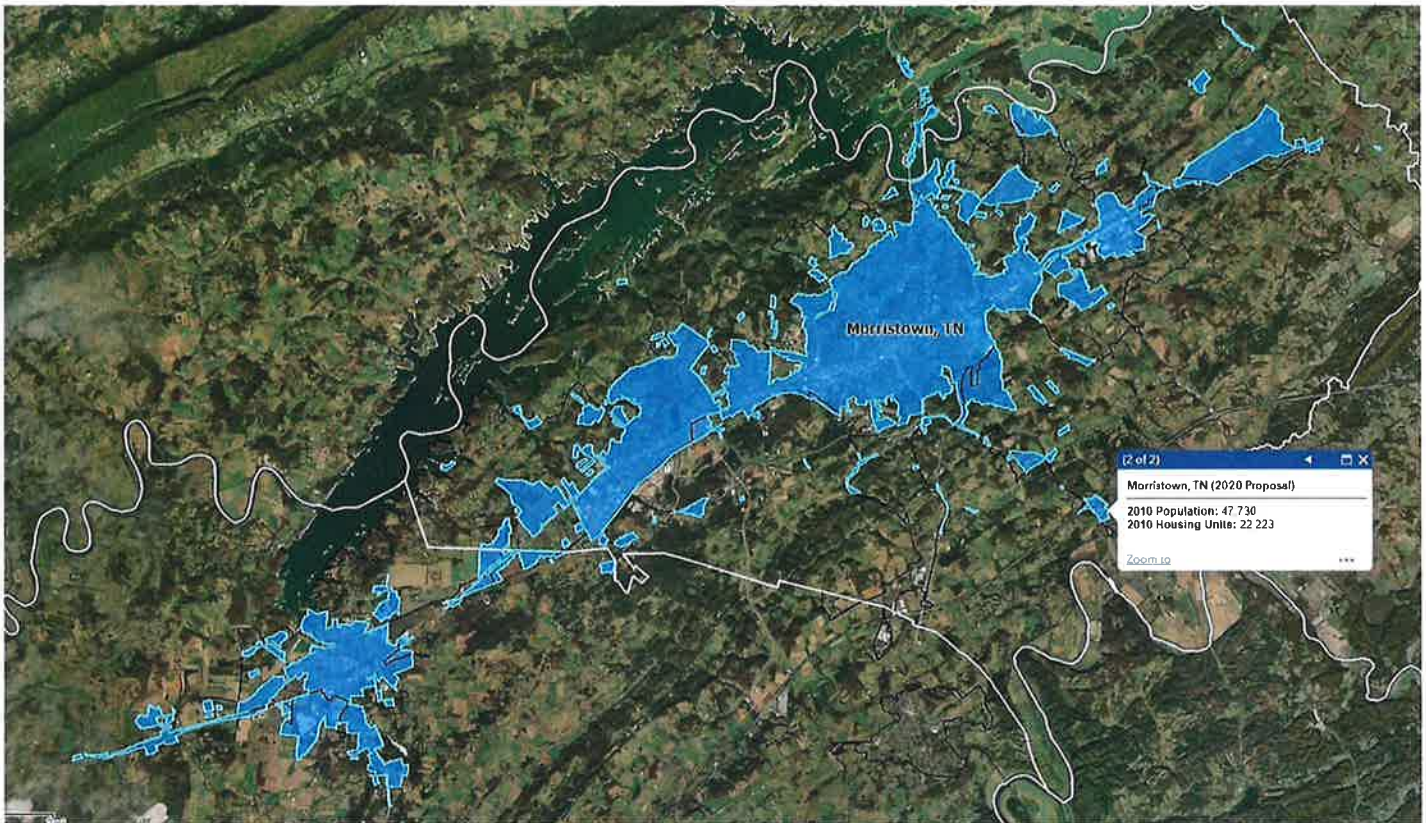 Morristown, TN
(2 of 2)
Morristown, TN (2020 Proposal)
2010 Population: 47 730
2010 Housing Units: 22 223
Zoom to